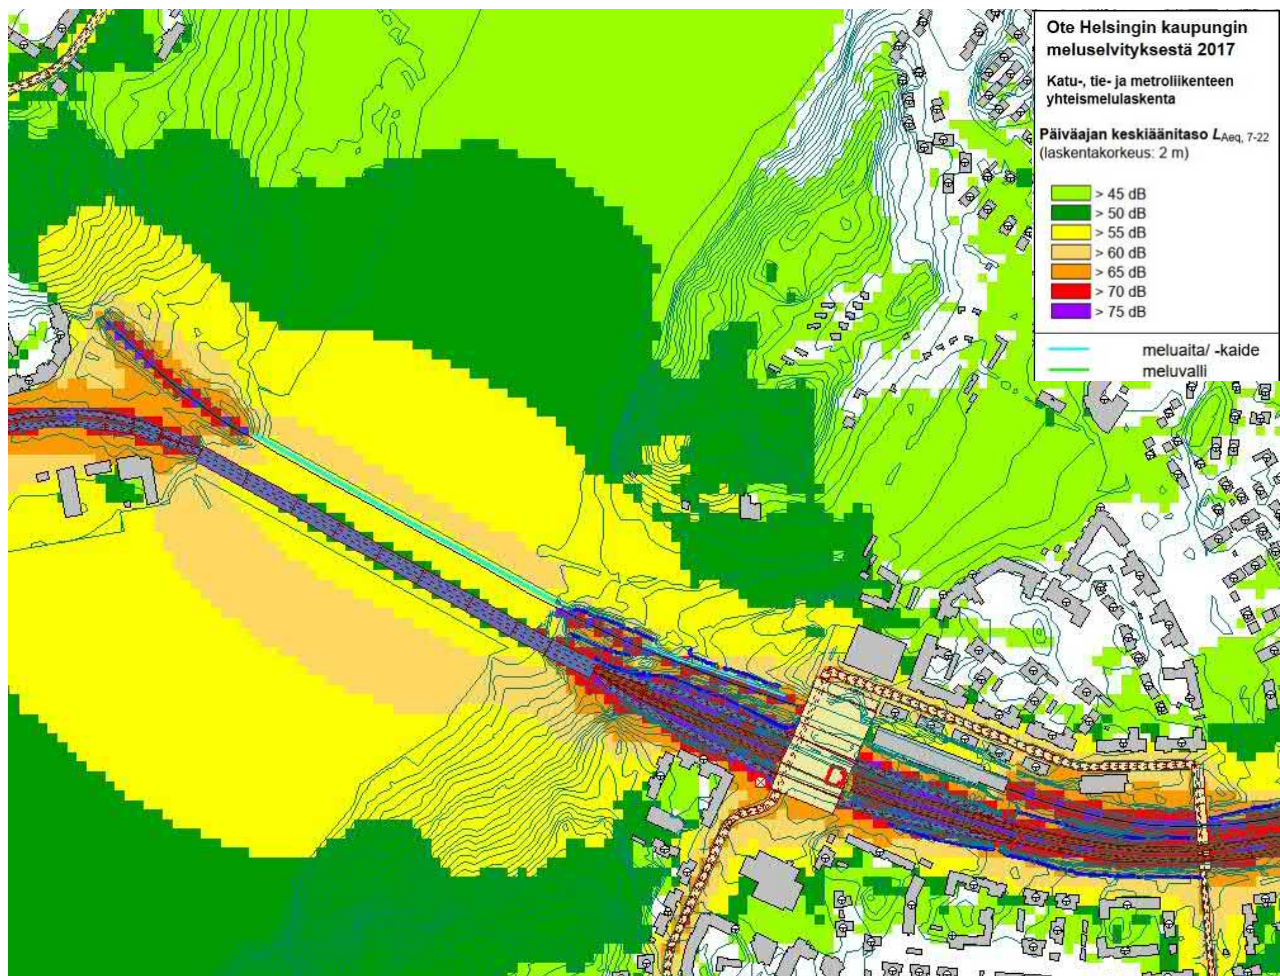 Ote Helsingin kaupungin
meluselvityksestä 2017
Katu-, tie- ja metroliikenteen
yhteismelulaskenta
Päiväajan keskiäänitaso LAeq, 7-22
(laskentakorkeus: 2 m)
> 45 dB
> 50 dB
> 55 dB
> 60 dB
> 65 dB
> 70 dB
> 75 dB
meluaita/ -kaide
meluvalli